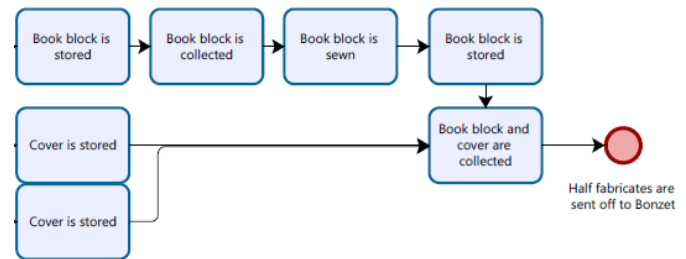 Book block is
stored
Book block is
collected
Book block is
sewn
Book block is
stored
Cover is stored
Book block and
cover are
collected
Half fabricates are
sent off to Bonzet
Cover is stored